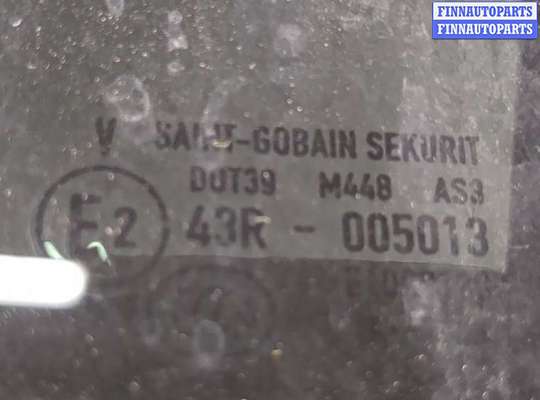 FINNAUTOPARTS
FINNAUTOPARTS
V SAINT-GOBAIN SEKURIT
DOT39 M448 AS3
E2 43R - 005013